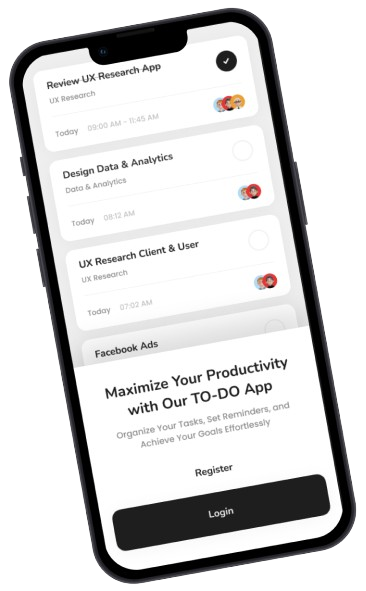 Review UX Research App
UX Research
Today 09:00 AM - 11:45 AM
Design Data & Analytics
Data & Analytics
Today 08:12 AM
UX Research Client & User
UX Research
Today 07:02 AM
Facebook Ads
Maximize Your Productivity
with Our TO-DO App
Organize Your Tasks, Set Reminders, and
Achieve Your Goals Effortlessly
Register
Login